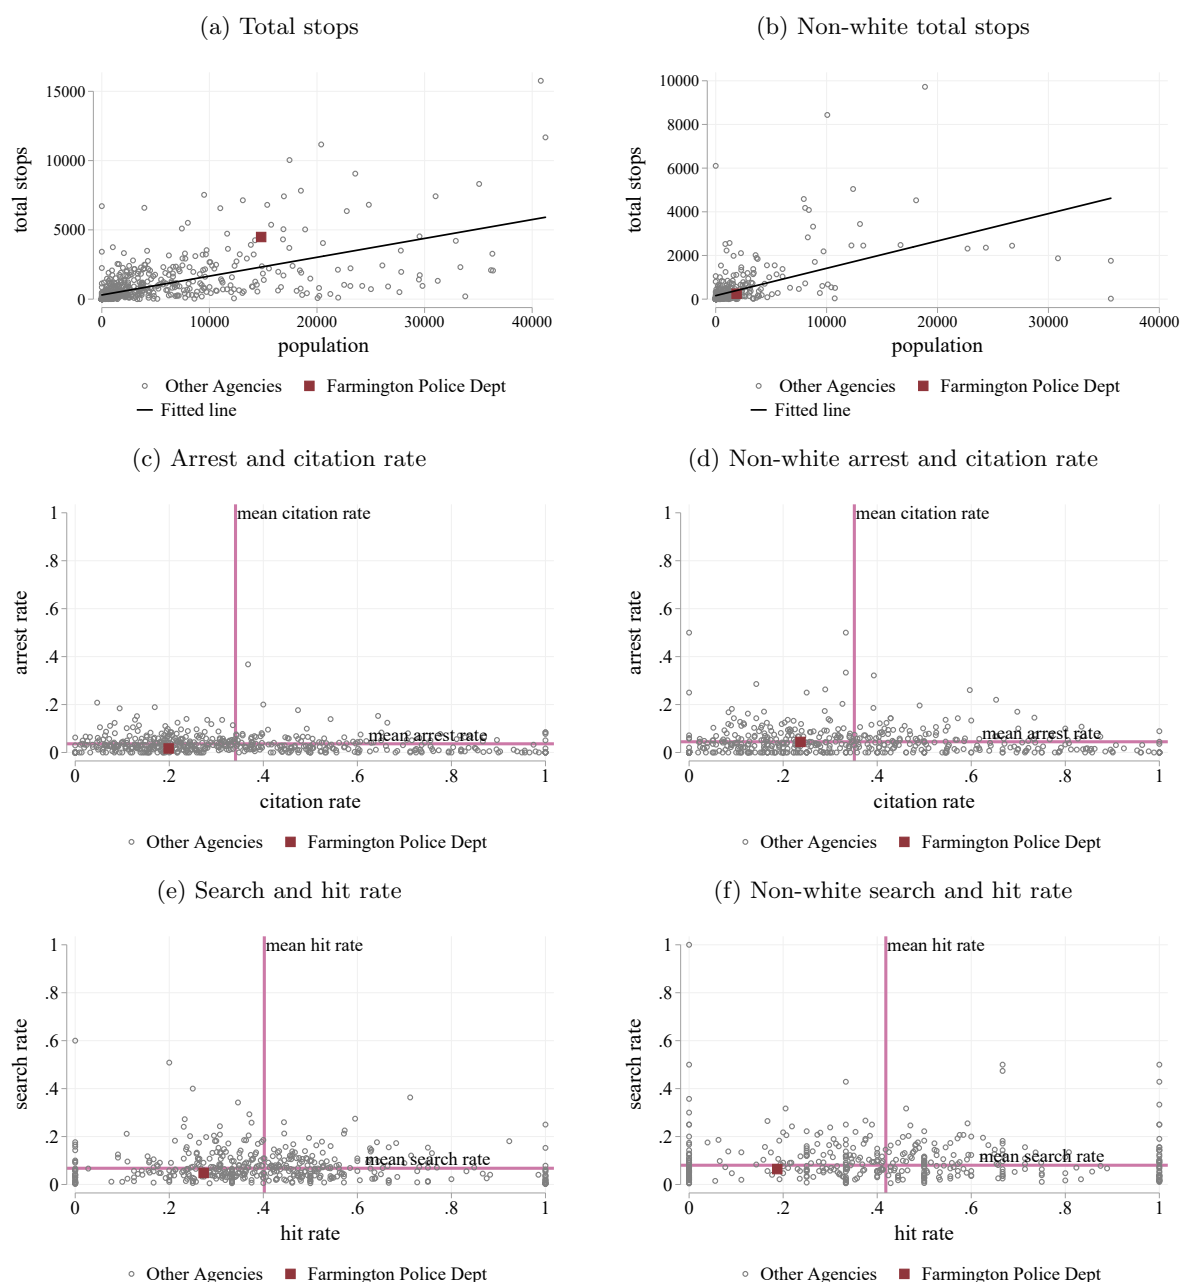 (a) Total stops
(b) Non-white total stops
total stops
15000
10000
5000
0
0 10000 20000 30000 40000
population
Other Agencies Farmington Police Dept
Fitted line
total stops
10000
8000
6000
4000
2000
0
0 10000 20000 30000 40000
population
Other Agencies Farmington Police Dept
Fitted line
(c) Arrest and citation rate
(d) Non-white arrest and citation rate
arrest rate
1
.8
.6
.4
.2
0
mean citation rate
mean arrest rate
0 .2 .4 .6 .8 1
citation rate
Other Agencies Farmington Police Dept
arrest rate
1
.8
.6
.4
.2
0
mean citation rate
mean arrest rate
0 .2 .4 .6 .8 1
citation rate
Other Agencies Farmington Police Dept
(e) Search and hit rate
(f) Non-white search and hit rate
search rate
1
.8
.6
.4
.2
0
mean hit rate
mean search rate
0 .2 .4 .6 .8 1
hit rate
Other Agencies Farmington Police Dept
search rate
1
.8
.6
.4
.2
0
mean hit rate
mean search rate
0 .2 .4 .6 .8 1
hit rate
Other Agencies Farmington Police Dept